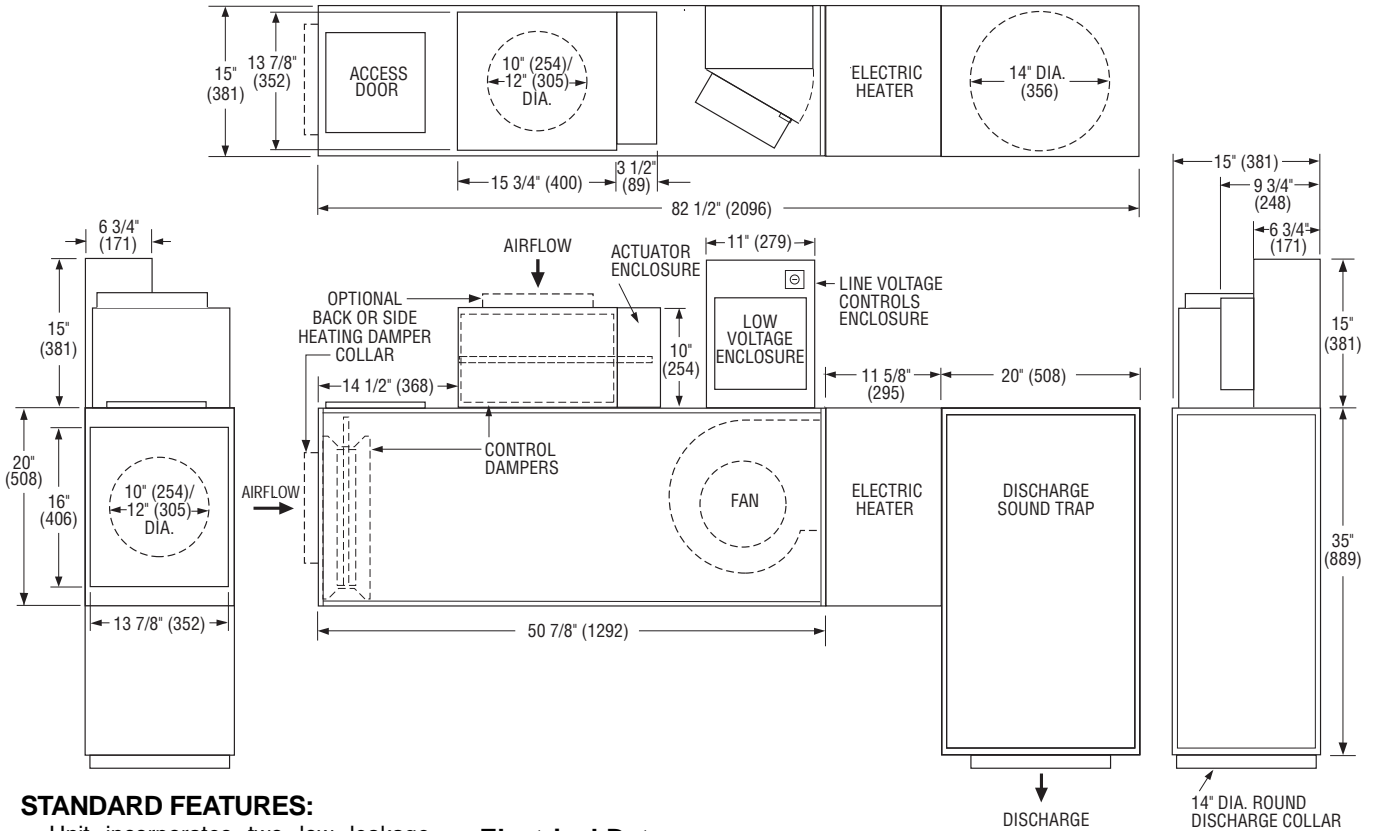 15"
(381)
13 7/8"
(352)
ACCESS
DOOR
10" (254)/
12" (305)
DIA.
ELECTRIC
HEATER
14" DIA.
(356)
15 3/4" (400)
3 1/2"
(89)
82 1/2" (2096)
15" (381)
9 3/4"
(248)
6 3/4"
(171)
6 3/4"
(171)
15"
(381)
20"
(508)
16"
(406)
10" (254)/
12" (305)
DIA.
13 7/8" (352)
AIRFLOW
AIRFLOW
OPTIONAL
BACK OR SIDE
HEATING DAMPER
COLLAR
14 1/2" (368)
ACTUATOR
ENCLOSURE
10"
(254)
11" (279)
LOW
VOLTAGE
ENCLOSURE
LINE VOLTAGE
CONTROLS
ENCLOSURE
11 5/8"
(295)
20" (508)
CONTROL
DAMPERS
FAN
ELECTRIC
HEATER
DISCHARGE
SOUND TRAP
50 7/8" (1292)
15"
(381)
35"
(889)
DISCHARGE
14" DIA. ROUND
DISCHARGE COLLAR
STANDARD FEATURES:
Unit incorporates two low leakage